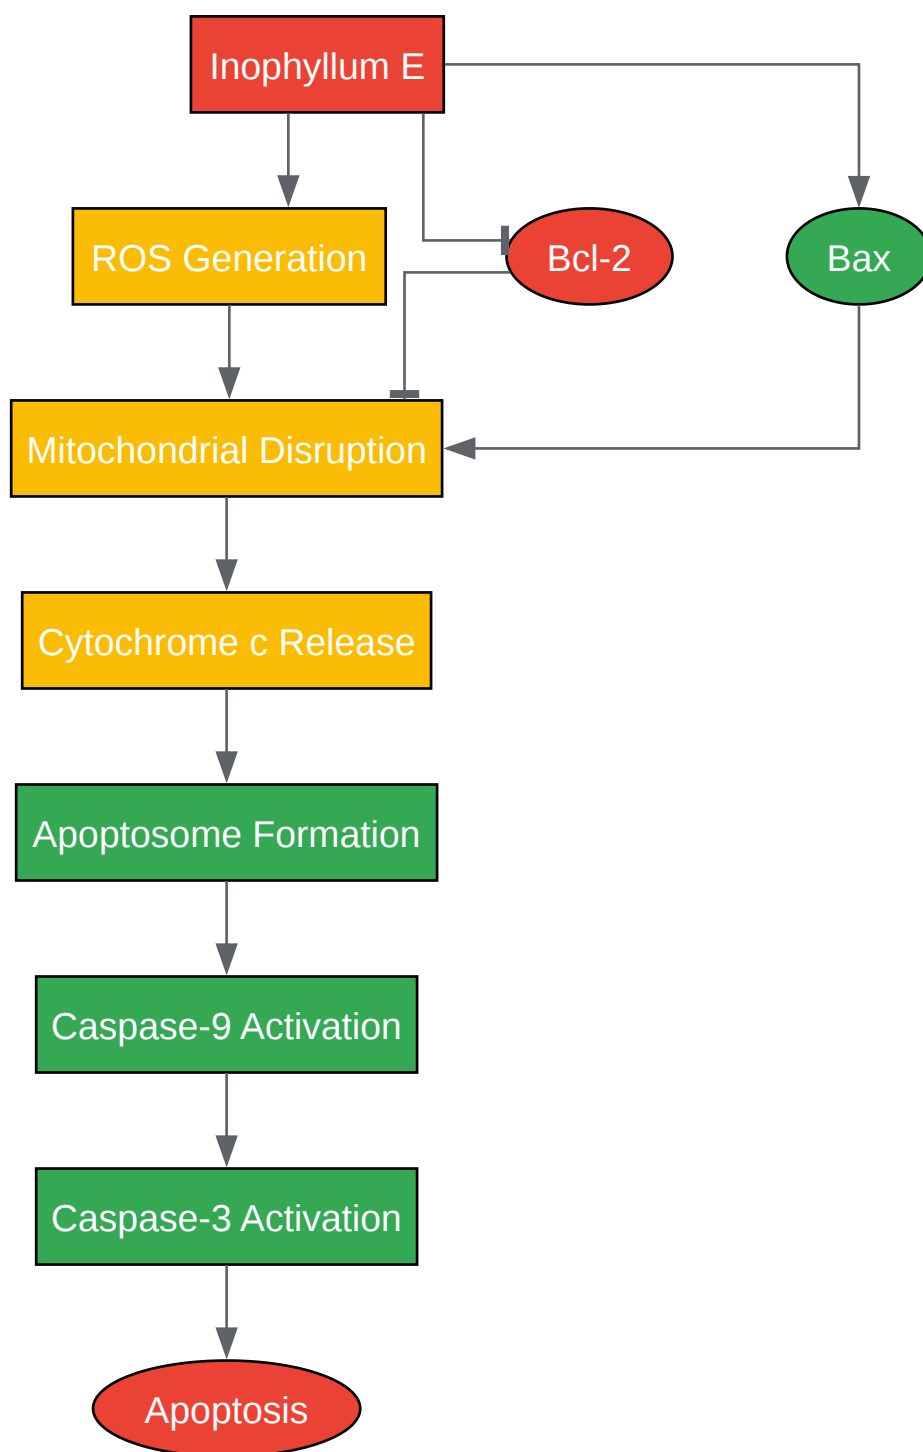 Inophyllum E
ROS Generation
Bcl-2
Bax
Mitochondrial Disruption
Cytochrome c Release
Apoptosome Formation
Caspase-9 Activation
Caspase-3 Activation
Apoptosis